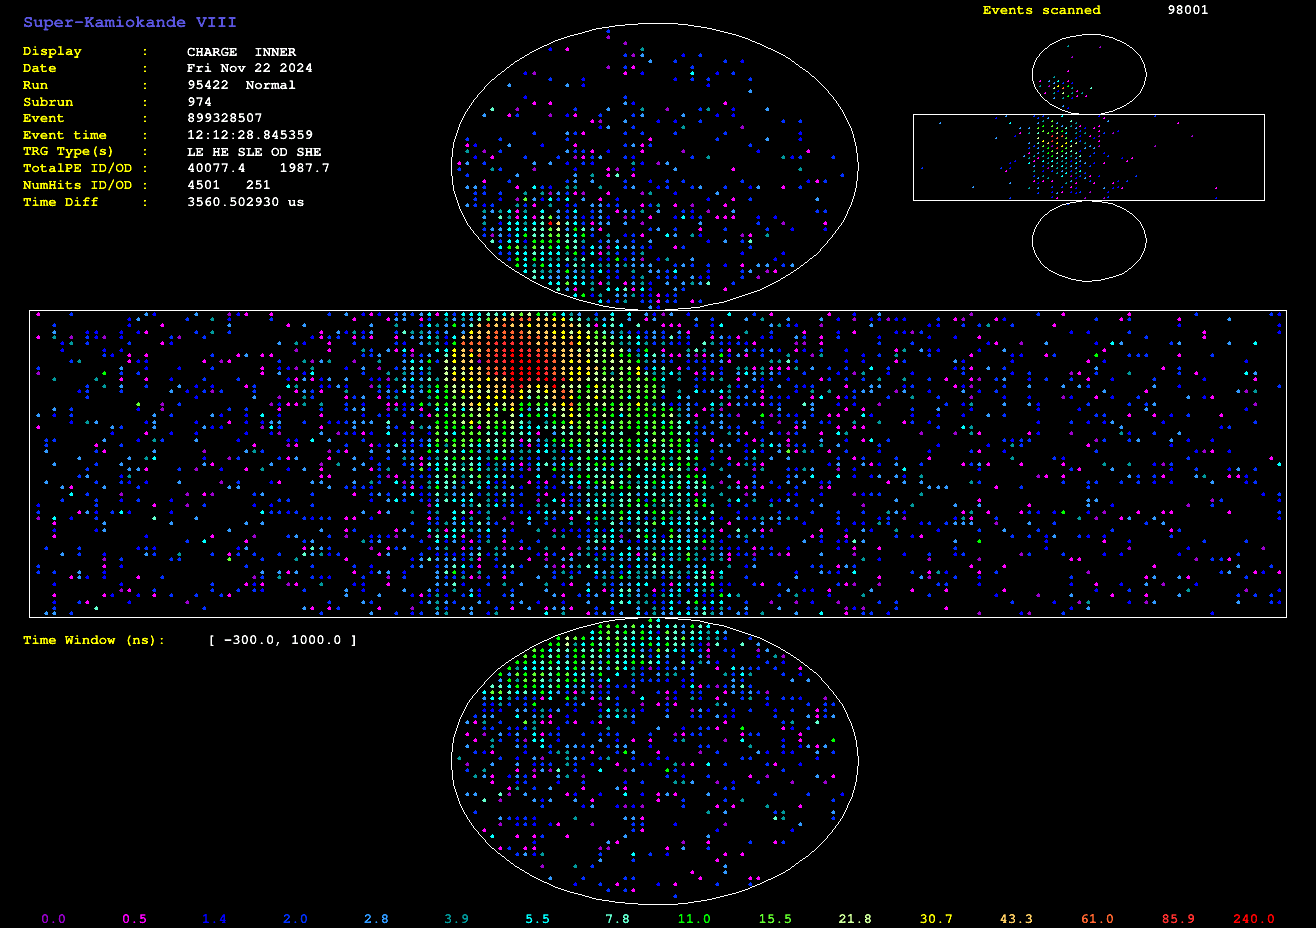 Super-Kamiokande VIII
Events scanned 98001
Display : CHARGE INNER
Date : Fri Nov 22 2024
Run : 95422 Normal
Subrun : 974
Event : 899328507
Event time : 12:12:28.845359
TRG Type(s) : LE HE SLE OD SHE
TotalPE ID/OD : 40077.4 1987.7
NumHits ID/OD : 4501 251
Time Diff : 3560.502930 us
Time Window (ns): [ -300.0, 1000.0 ]
0.0 0.5 1.4 2.0 2.8 3.9 5.5 7.8 11.0 15.5 21.8 30.7 43.3 61.0 85.9 240.0